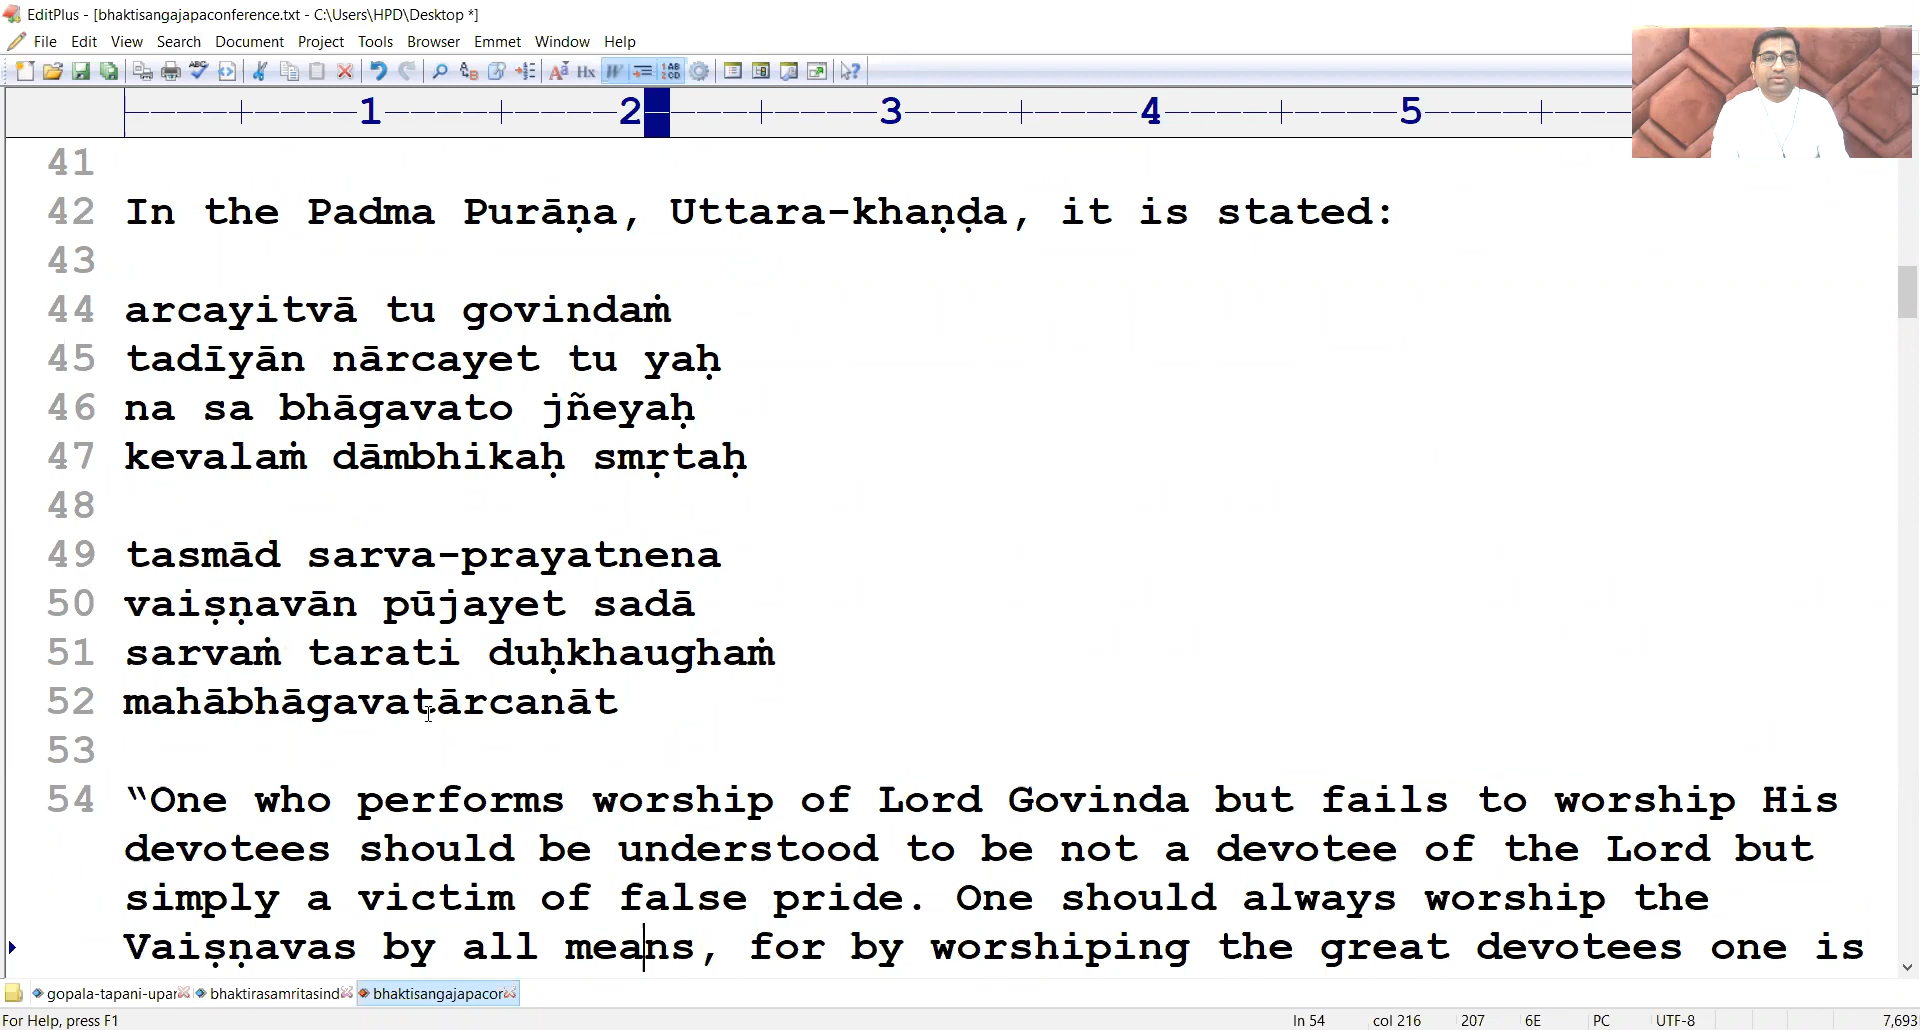 EditPlus - [bhaktisangajapaconference.txt - C:\Users\HPD\Desktop *]
File Edit View Search Document Project Tools Browser Emmet Window Help
1 2 3 4 5
41
42 In the Padma Purāṇa, Uttara-khaṇḍa, it is stated:
43
44 arcayitvā tu govindaṁ
45 tadīyān nārcayet tu yaḥ
46 na sa bhāgavato jñeyaḥ
47 kevalaṁ dāmbhikaḥ smṛtaḥ
48
49 tasmād sarva-prayatnena
50 vaiṣṇavān pūjayet sadā
51 sarvaṁ tarati duḥkhaughaṁ
52 mahābhāgavatārcanāt
53
54 “One who performs worship of Lord Govinda but fails to worship His
devotees should be understood to be not a devotee of the Lord but
simply a victim of false pride. One should always worship the
Vaiṣṇavas by all means, for by worshiping the great devotees one is
gopala-tapani-upar bhaktirasamritasind bhaktisangajapacor
For Help, press F1 ln 54 col 216 207 6E PC UTF-8 7,693